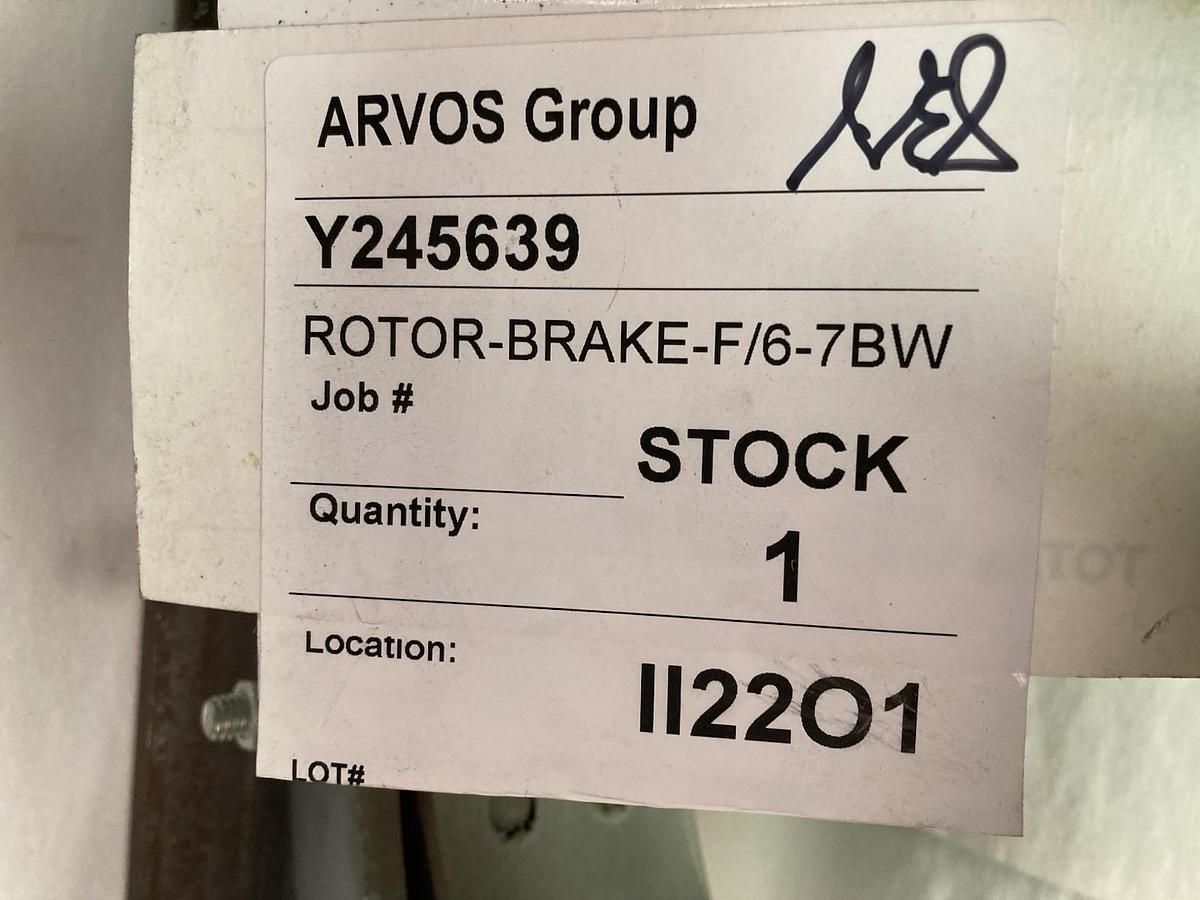 ARVOS Group
Y245639
ROTOR-BRAKE-F/6-7BW
Job #
STOCK
Quantity:
1
Location:
II22O1
LOT#